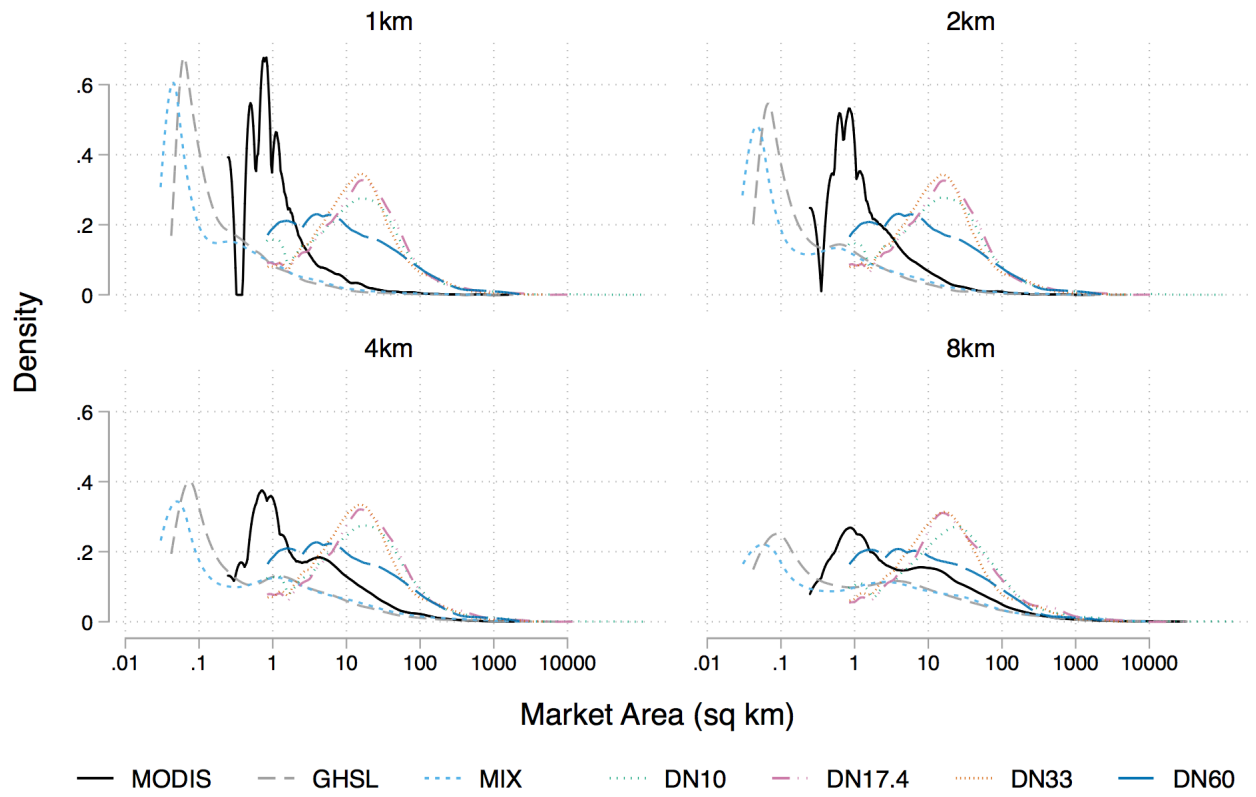 1km 2km
.6 
.4
.2
0
4km 8km
Density
.6
.4
.2
0
.01 .1 1 10 100 1000 10000 .01 .1 1 10 100 1000 10000
Market Area (sq km)
MODIS GHSL MIX DN10 DN17.4 DN33 DN60